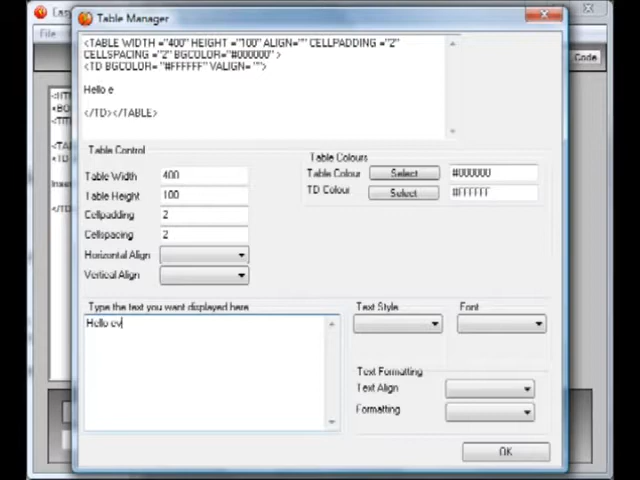 Easy
Table Manager
File
Code
<TABLE WIDTH ="400" HEIGHT ="100" ALIGN="" CELLPADDING ="2"
CELLSPACING ="2" BGCOLOR="#000000" >
<TD BGCOLOR= "#FFFFFF" VALIGN= "">
Hello e
</TD></TABLE>
Table Control
Table Width 400
Table Height 100
Cellpadding 2
Cellspacing 2
Horizontal Align
Vertical Align
Table Colours
Table Colour Select #000000
TD Colour Select #FFFFFF
Type the text you want displayed here
Hello ev
Text Style
Font
Text Formatting
Text Align
Formatting
OK